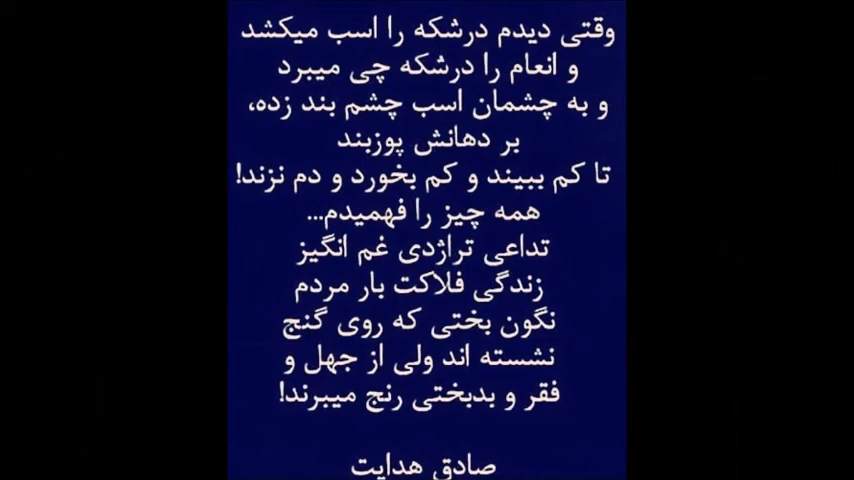 وقتی دیدم درشکه را اسب میکشد
و انعام را درشکه چی میبرد
و به چشمان اسب چشم بند زده،
بر دهانش پوزبند
تا کم ببیند و کم بخورد و دم نزند!
همه چیز را فهمیدم...
تداعی تراژدی غم انگیز
زندگی فلاکت بار مردم
نگون بختی که روی گنج
نشسته اند ولی از جهل و
فقر و بدبختی رنج میبرند!
صادق هدایت